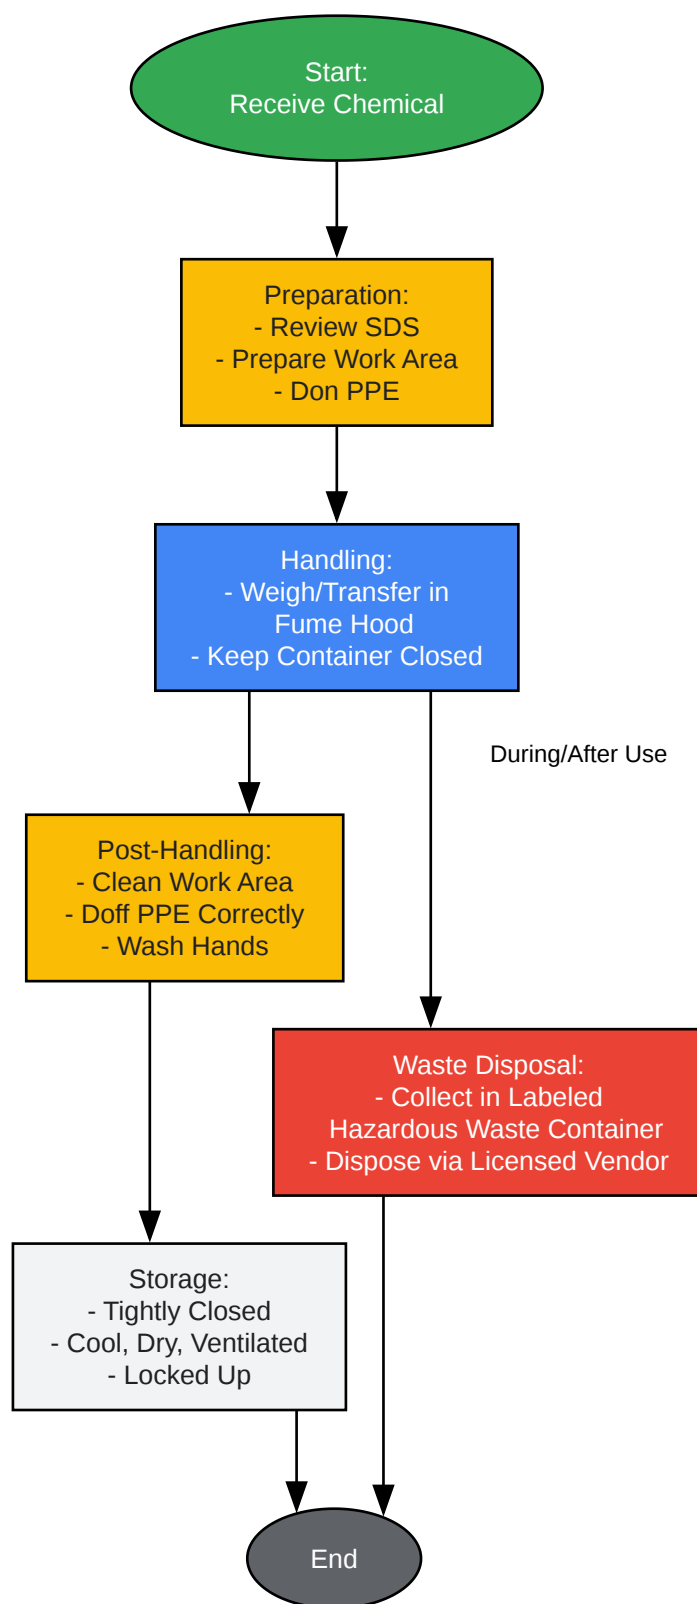 Start:
Receive Chemical
Preparation:
- Review SDS
- Prepare Work Area
- Don PPE
Handling:
- Weigh/Transfer in
Fume Hood
- Keep Container Closed
During/After Use
Post-Handling:
- Clean Work Area
- Doff PPE Correctly
- Wash Hands
Waste Disposal:
- Collect in Labeled
Hazardous Waste Container
- Dispose via Licensed Vendor
Storage:
- Tightly Closed
- Cool, Dry, Ventilated
- Locked Up
End